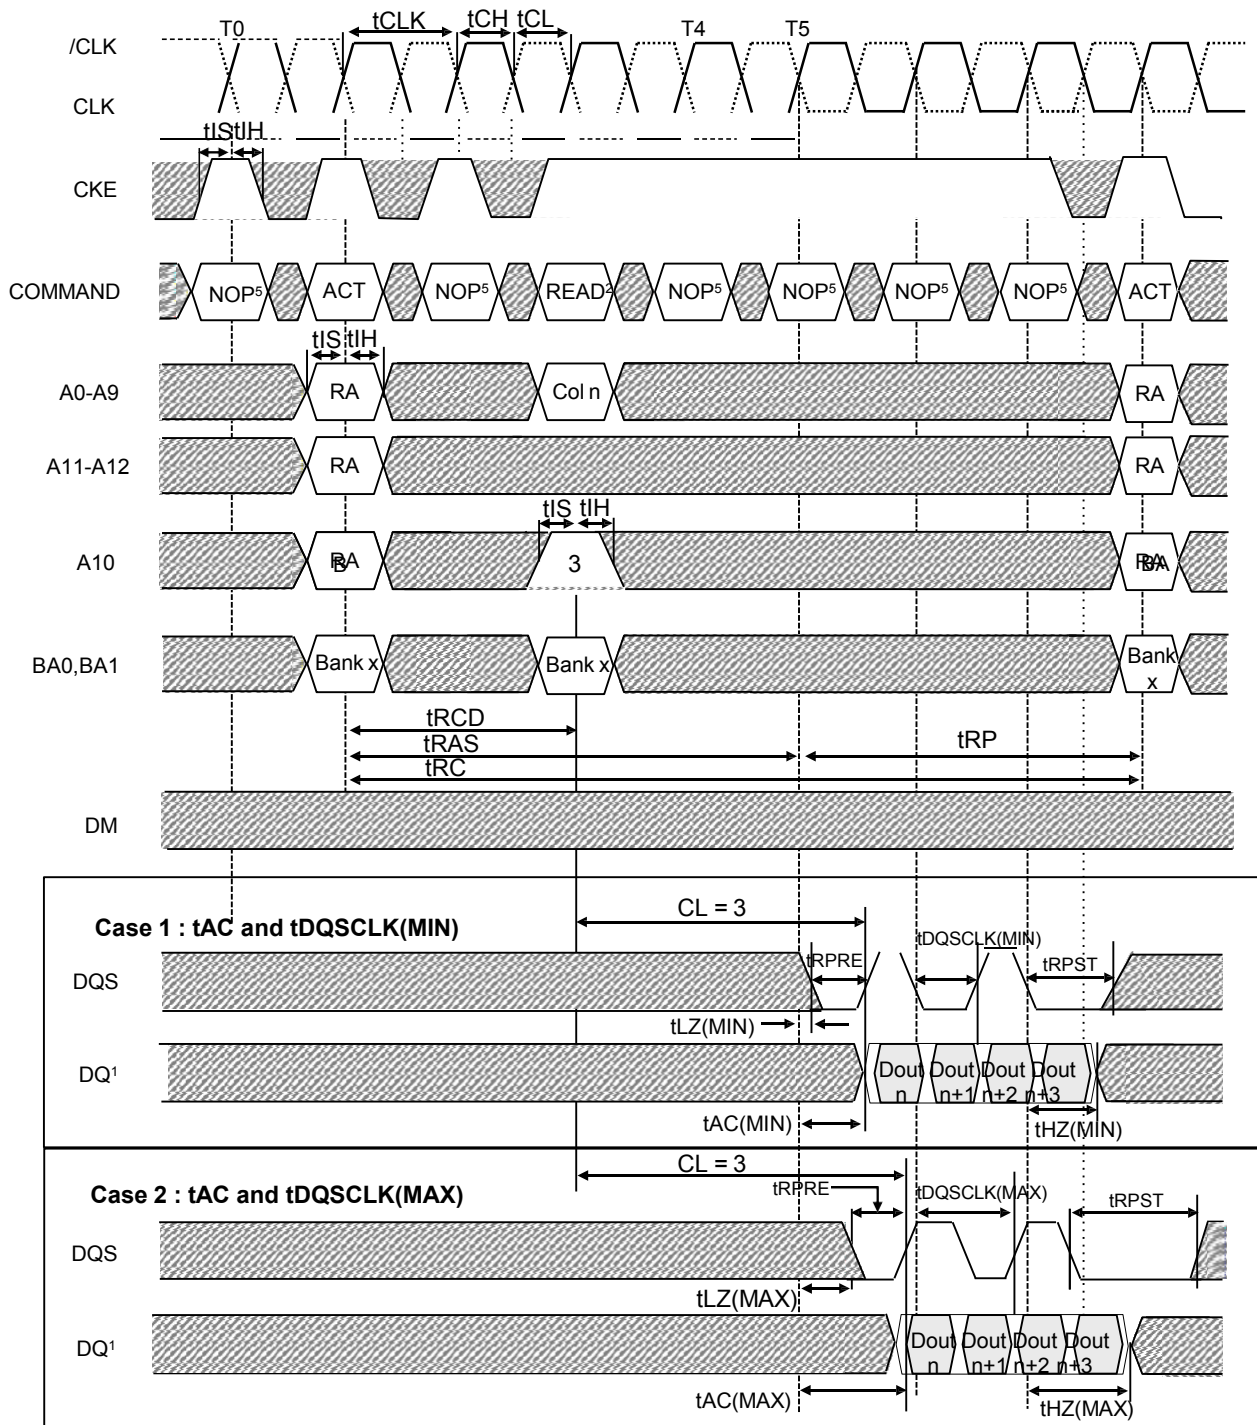 T0 tCLK tCH tCL T4 T5
/CLK
CLK
tIS tIH
CKE
COMMAND NOP5 ACT NOP5 READ2 NOP5 NOP5 NOP5 NOP5 ACT
tIS tIH
A0-A9 RA Col n RA
A11-A12 RA RA
tIS tIH
A10 RA 3 RA
BA0,BA1 Bank x Bank x Bank x
tRCD
tRAS tRP
tRC
DM
CL = 3
Case 1 : tAC and tDQSCLK(MIN)
tDQSCLK(MIN)
DQS tRPRE tRPST
tLZ(MIN)
DQ1 Dout n Dout n+1 Dout n+2 Dout n+3
tAC(MIN) tHZ(MIN)
CL = 3
Case 2 : tAC and tDQSCLK(MAX)
tRPRE tDQSCLK(MAX) tRPST
DQS
tLZ(MAX)
DQ1 Dout n Dout n+1 Dout n+2 Dout n+3
tAC(MAX) tHZ(MAX)